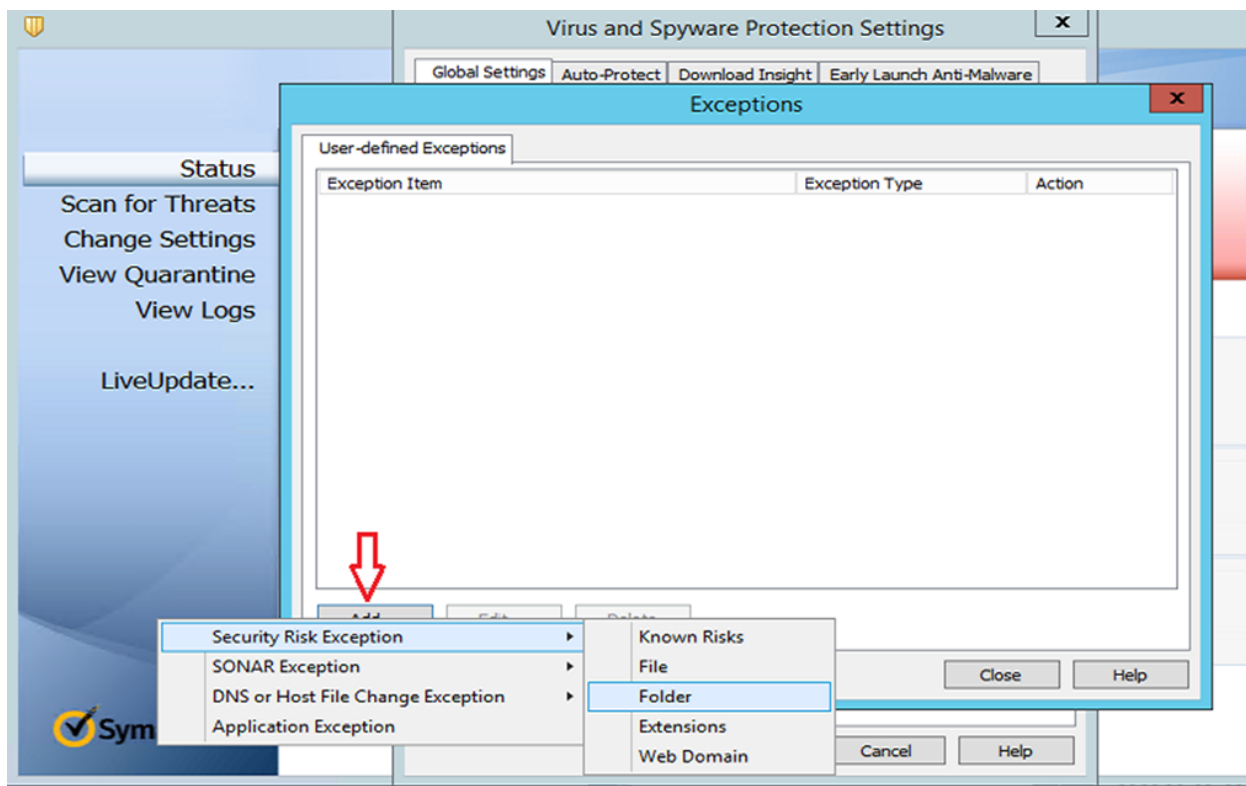 Virus and Spyware Protection Settings
x
Global Settings
Auto-Protect
Download Insight
Early Launch Anti-Malware
Exceptions
x
User-defined Exceptions
Exception Item
Exception Type
Action
Status
Scan for Threats
Change Settings
View Quarantine
View Logs
LiveUpdate...
Security Risk Exception
SONAR Exception
DNS or Host File Change Exception
Application Exception
Known Risks
File
Folder
Extensions
Web Domain
Close
Help
Sym
Cancel
Help